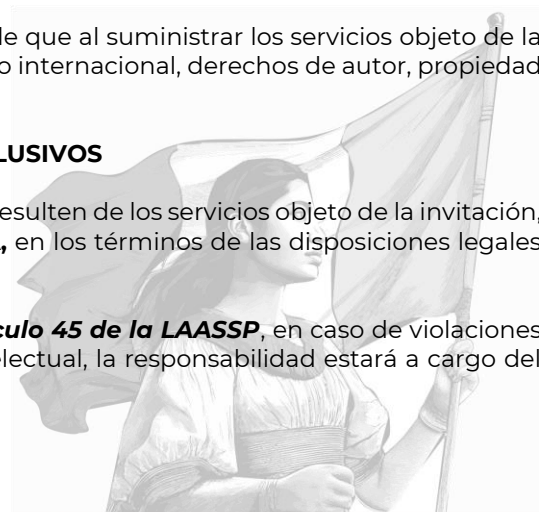 de que al suministrar los servicios objeto de la
o internacional, derechos de autor, propiedad
LUSIVOS
esulten de los servicios objeto de la invitación,
, en los términos de las disposiciones legales
culo 45 de la LAASSP, en caso de violaciones
electual, la responsabilidad estará a cargo del